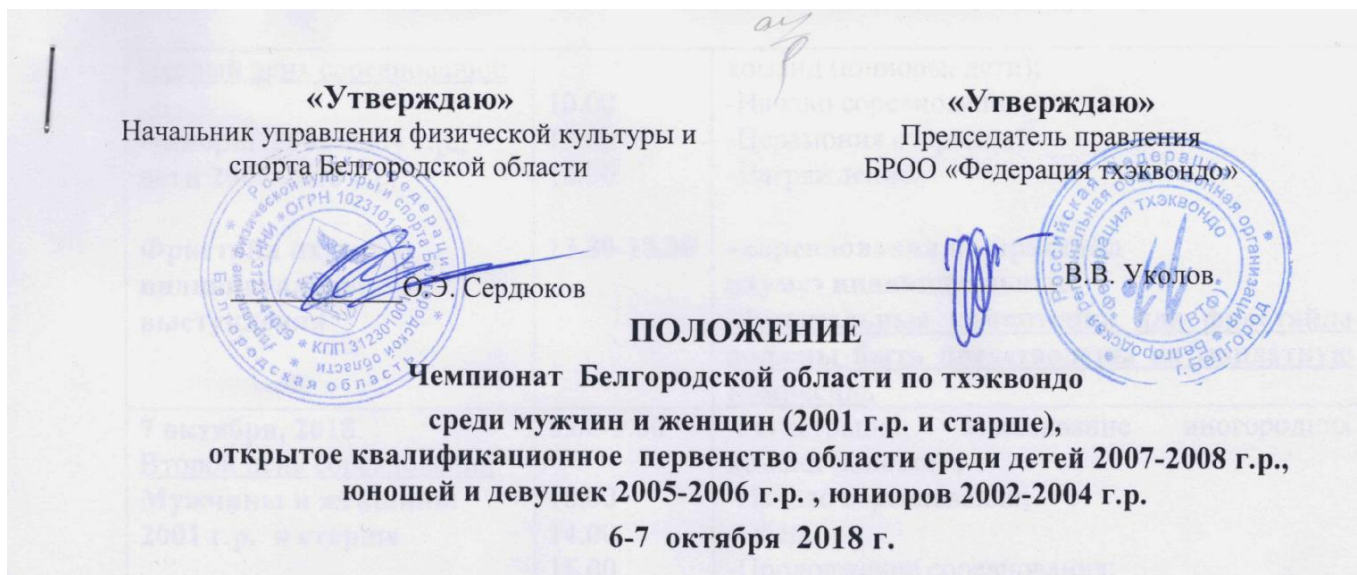 «Утверждаю»
Начальник управления физической культуры и
спорта Белгородской области
О.Э. Сердюков
«Утверждаю»
Председатель правления
БРОО «Федерация тхэквондо»
В.В. Уколов
ПОЛОЖЕНИЕ
Чемпионат Белгородской области по тхэквондо
среди мужчин и женщин (2001 г.р. и старше),
открытое квалификационное первенство области среди детей 2007-2008 г.р.,
юношей и девушек 2005-2006 г.р. , юниоров 2002-2004 г.р.
6-7 октября 2018 г.